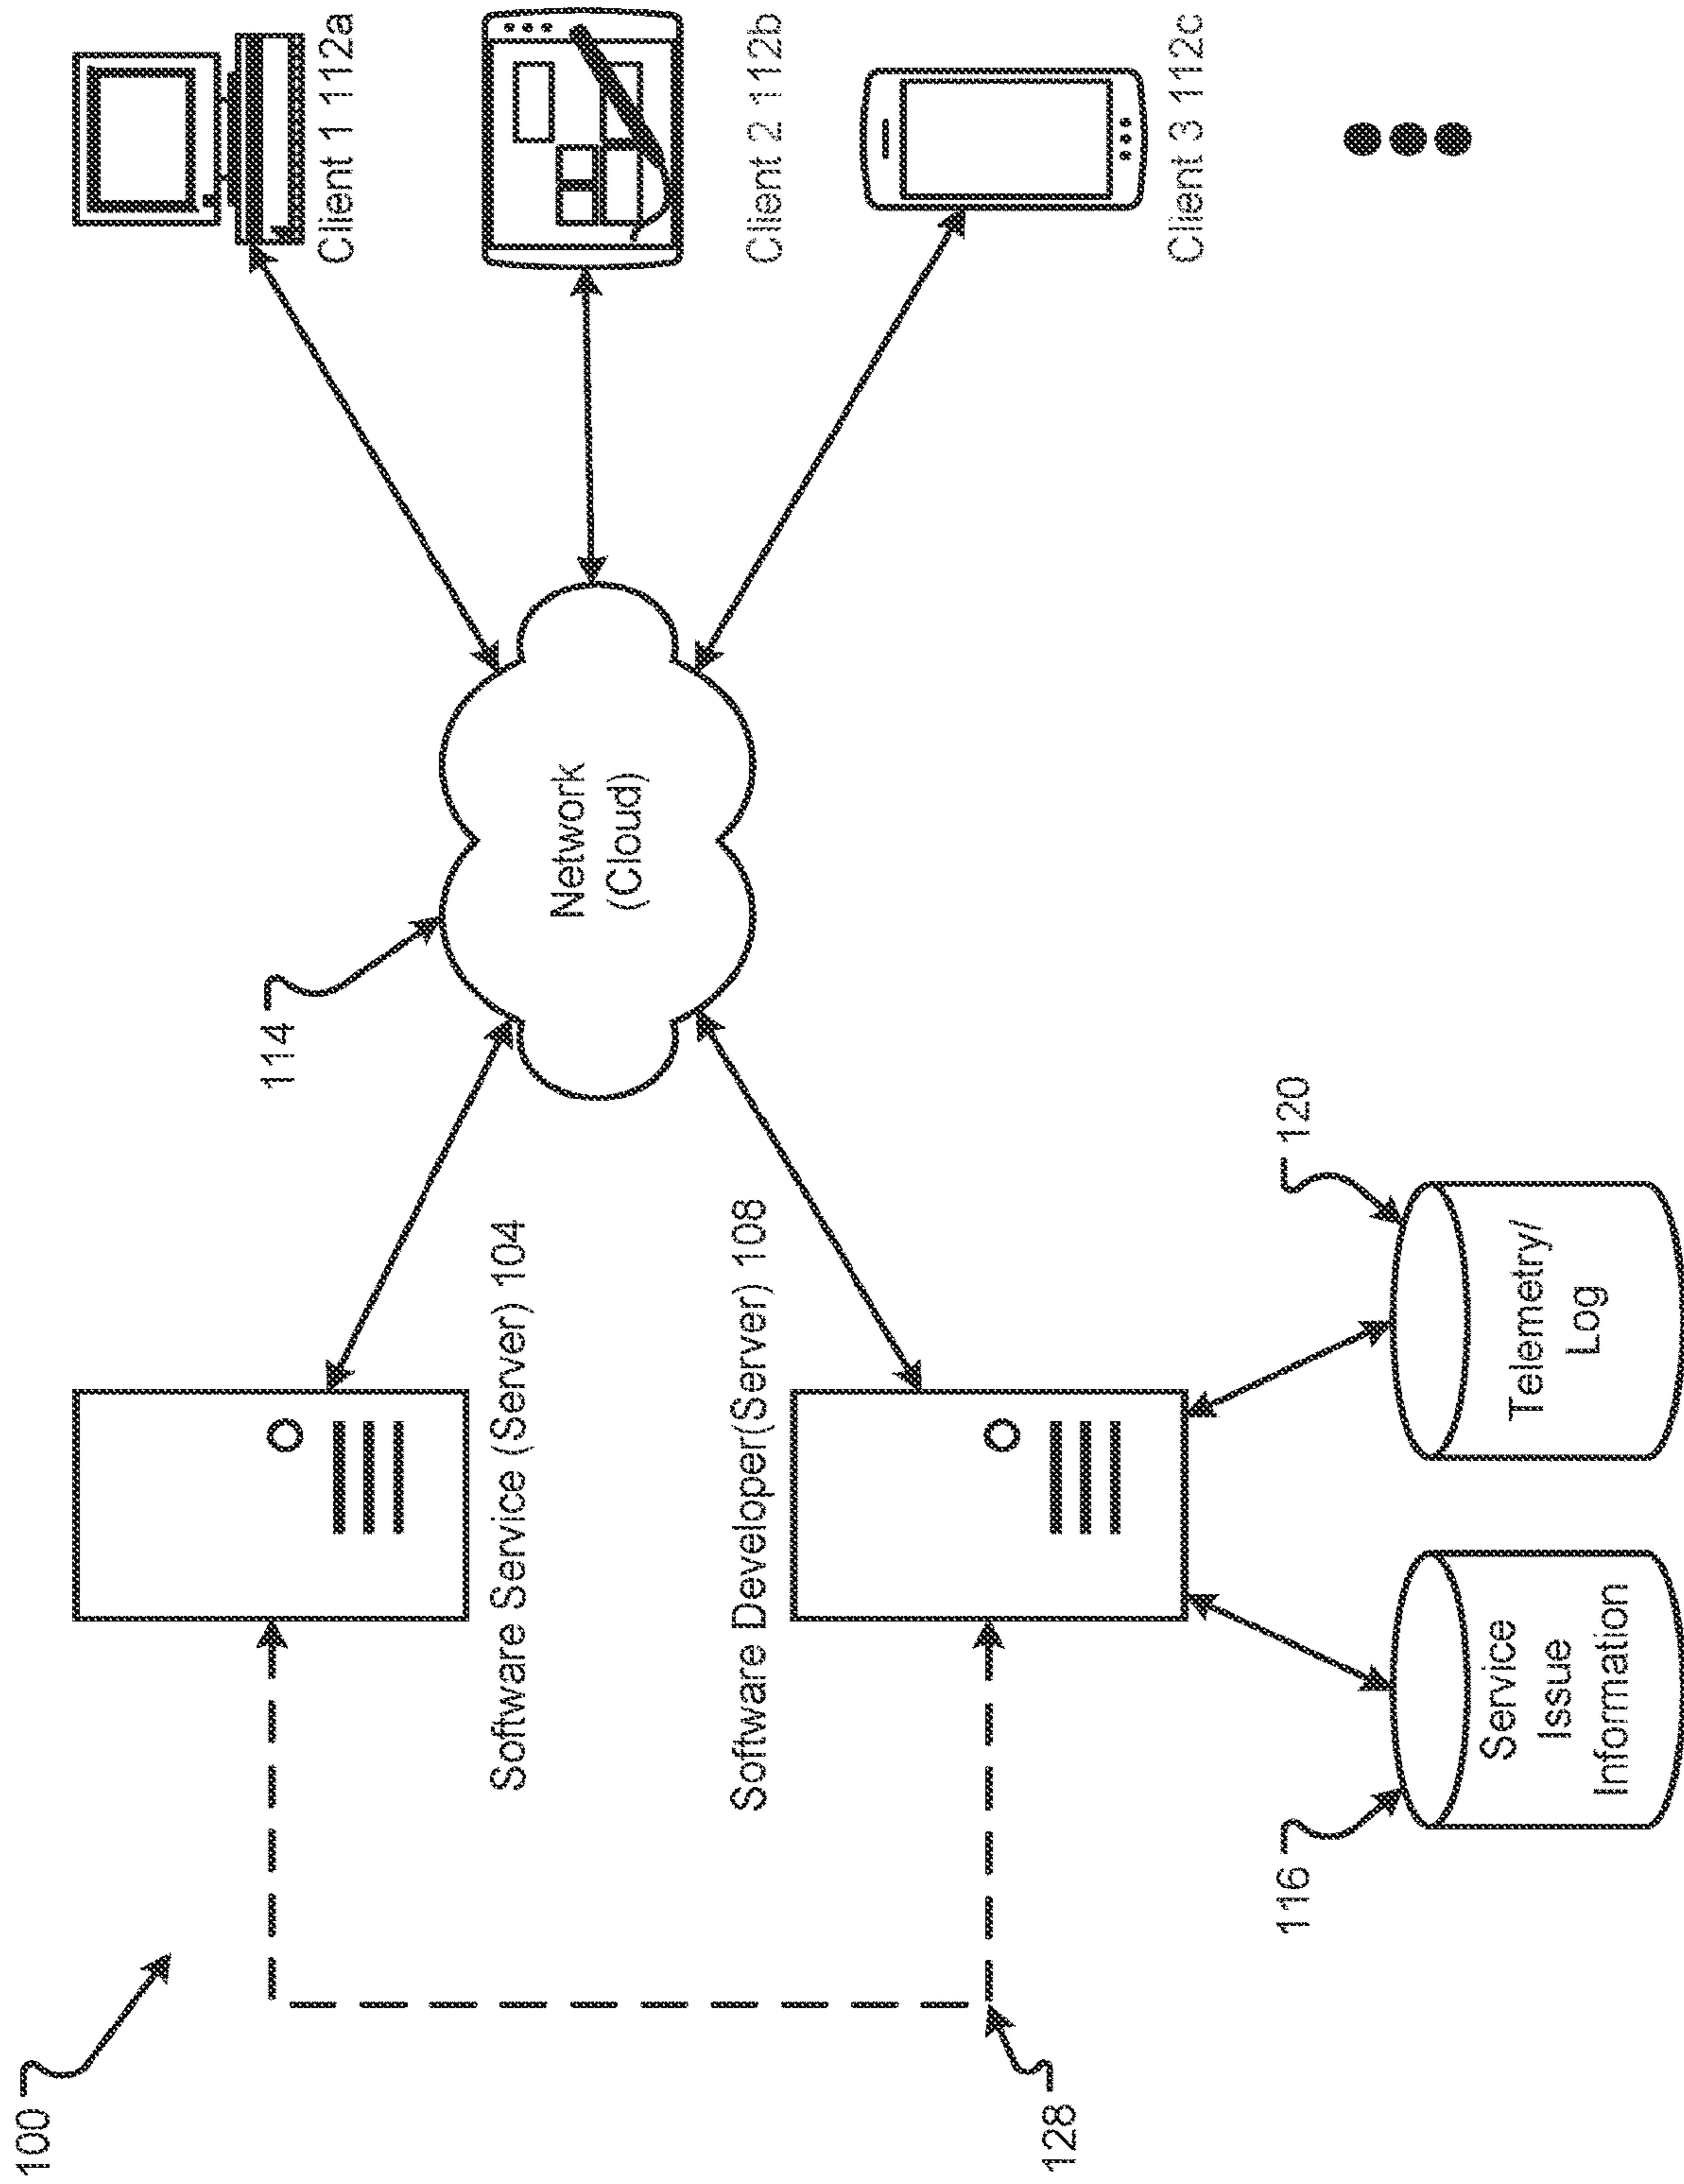 100
Software Service (Server) 104
114
Network
(Cloud)
Client 1 112a
Client 2 112b
Client 3 112c
Software Developer(Server) 108
128
116
Service
Issue
Information
120
Telemetry/
Log